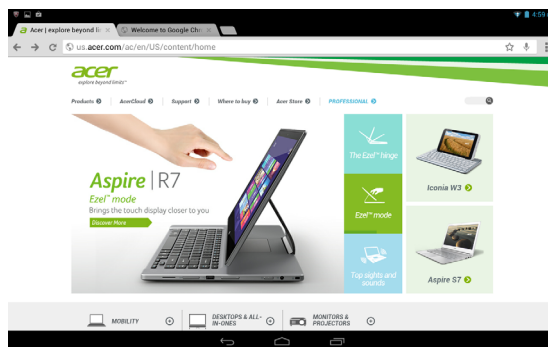 4:59
Acer | explore beyond li
Welcome to Google Chr
us.acer.com/ac/en/US/content/home
acer
explore beyond limits™
Products
AcerCloud
Support
Where to buy
Acer Store
PROFESSIONAL
Aspire | R7
Ezel™ mode
Brings the touch display closer to you
Discover More
The Ezel™ hinge
Ezel™ mode
Top sights and
sounds
Iconia W3
Aspire S7
MOBILITY
DESKTOPS & ALL-
IN-ONES
MONITORS &
PROJECTORS